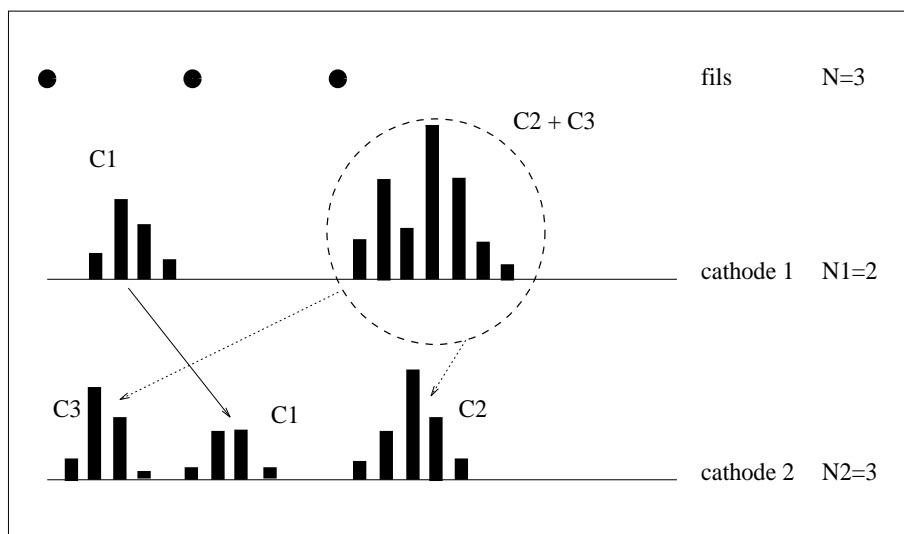 fils N=3
C2 + C3
C1
cathode 1 N1=2
C3 C1 C2
cathode 2 N2=3